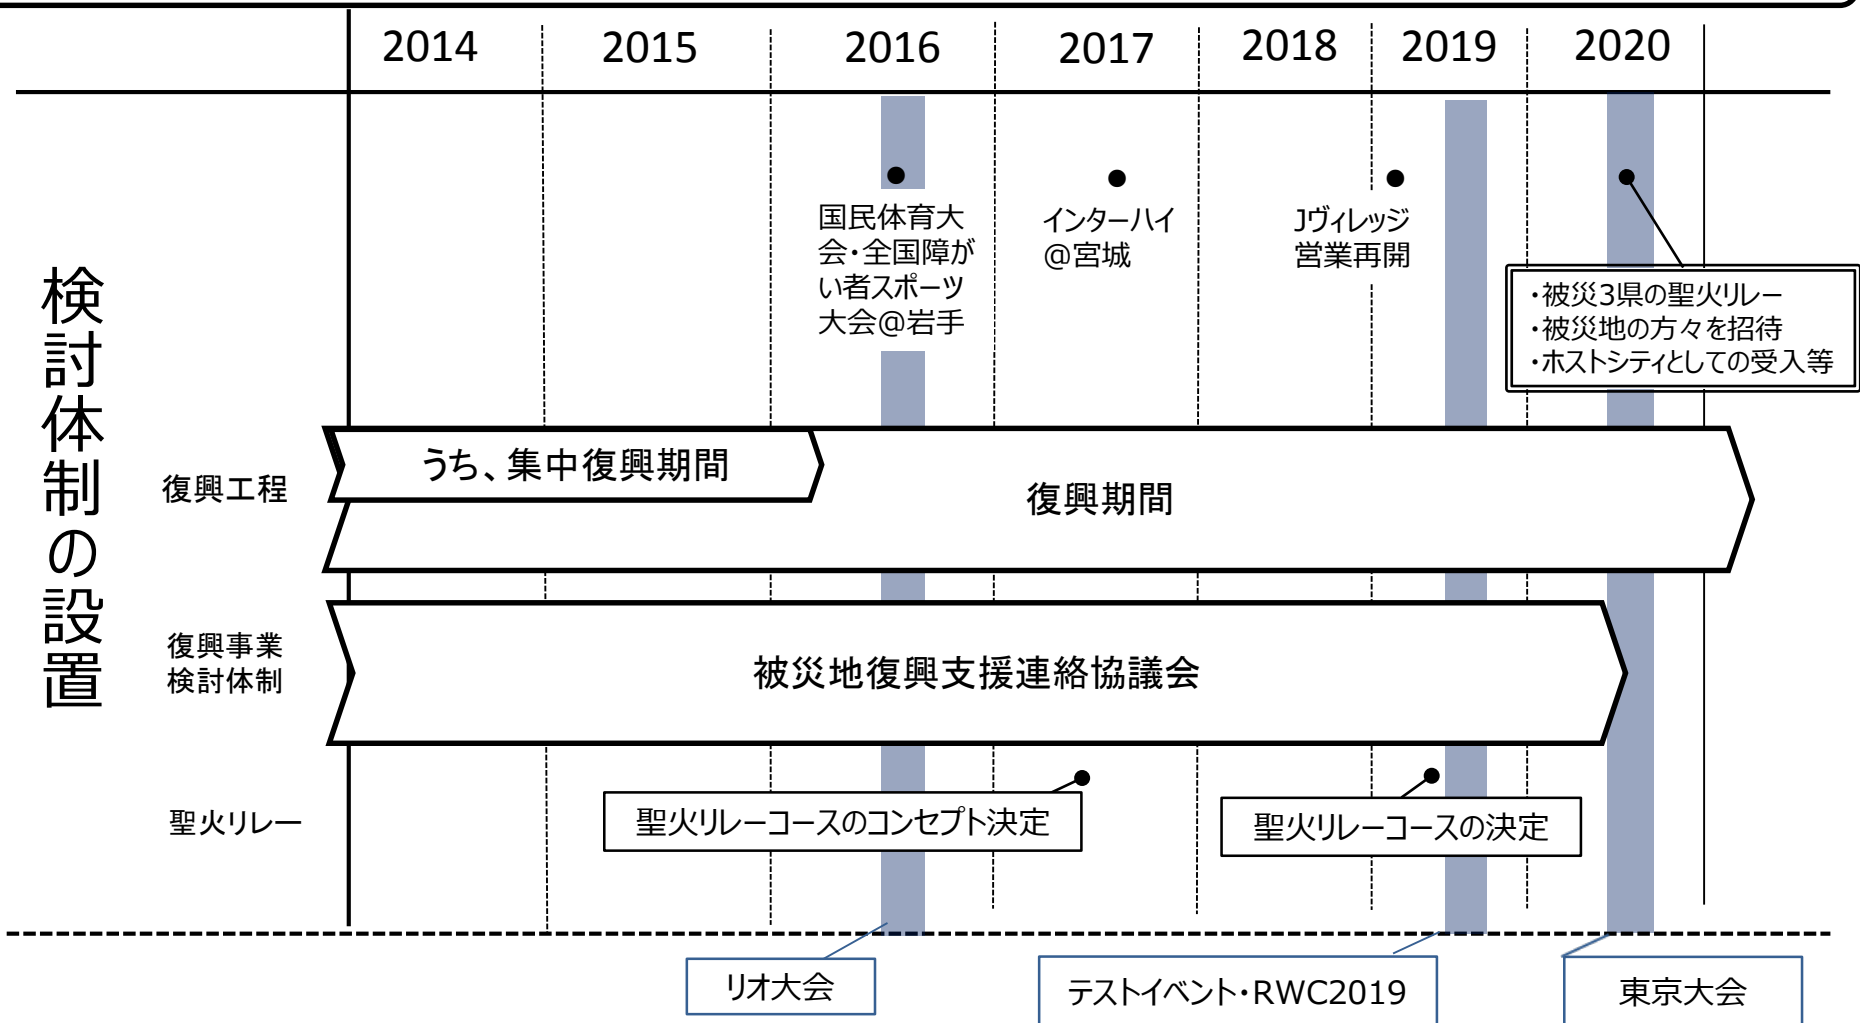 2014 2015 2016 2017 2018 2019 2020
検討体制の設置
国民体育大
会・全国障が
い者スポーツ
大会@岩手
インターハイ
@宮城
Jヴィレッジ
営業再開
・被災3県の聖火リレー
・被災地の方々を招待
・ホストシティとしての受入等
復興工程
うち、集中復興期間
復興期間
復興事業
検討体制
被災地復興支援連絡協議会
聖火リレー
聖火リレーコースのコンセプト決定
聖火リレーコースの決定
リオ大会
テストイベント・RWC2019
東京大会